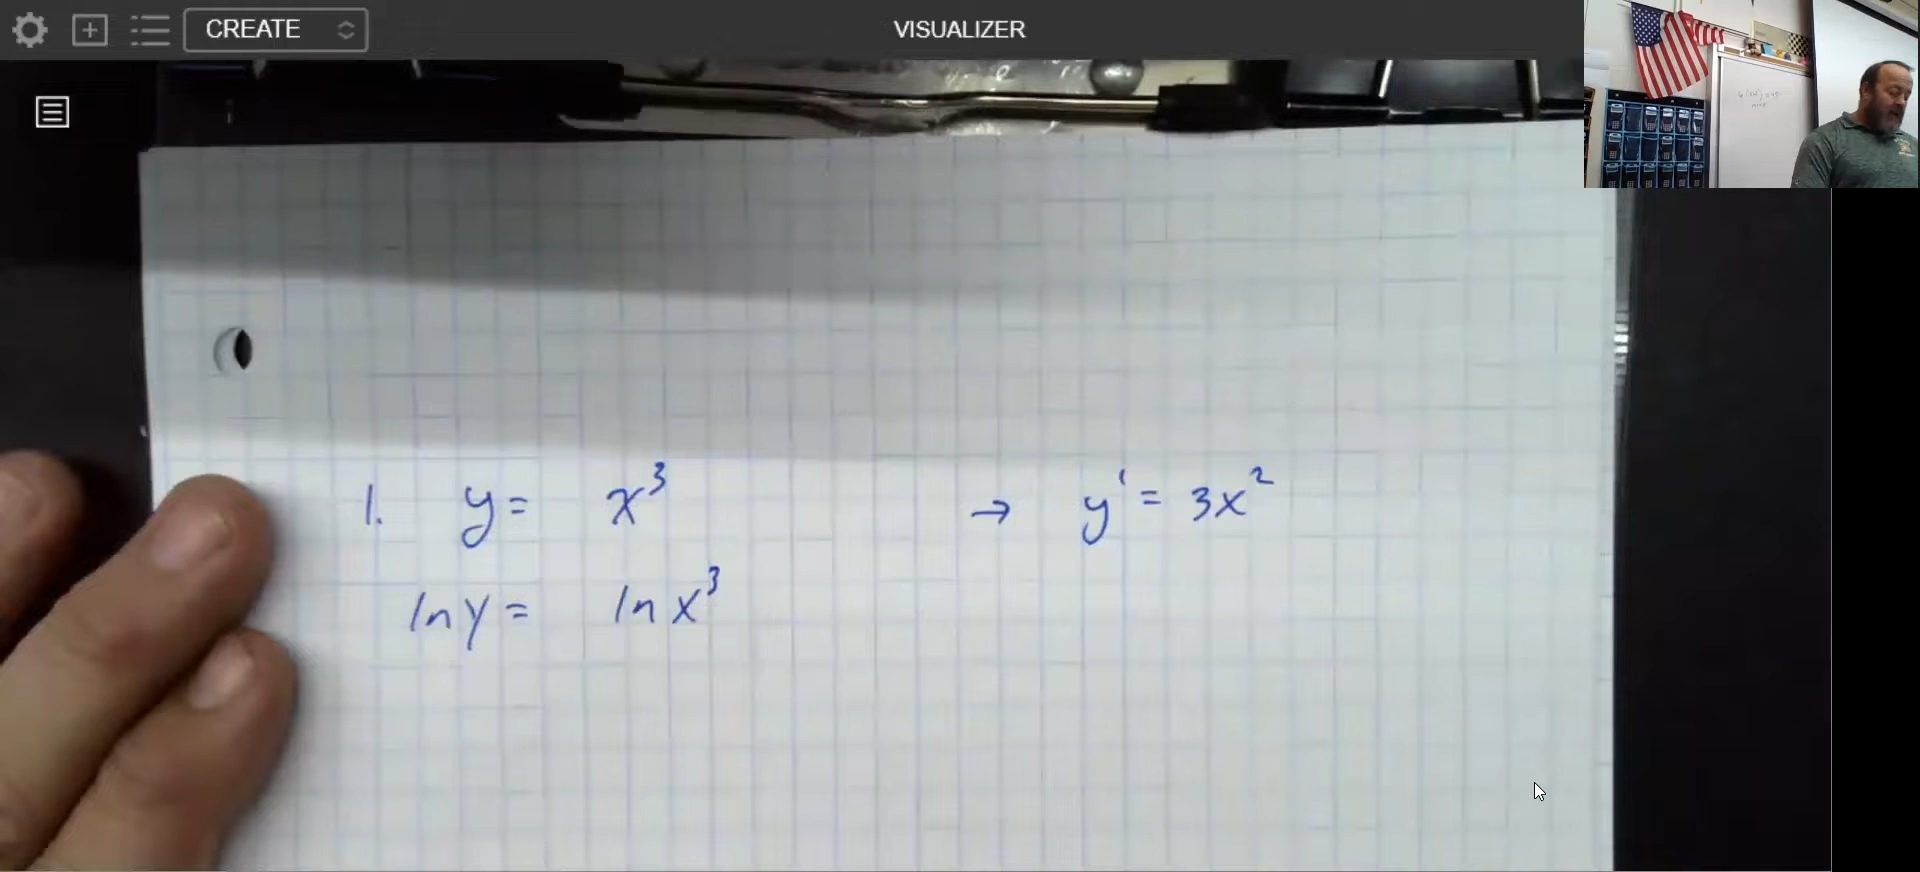 CREATE
VISUALIZER
1. y = x³ → y' = 3x²
ln y = ln x³